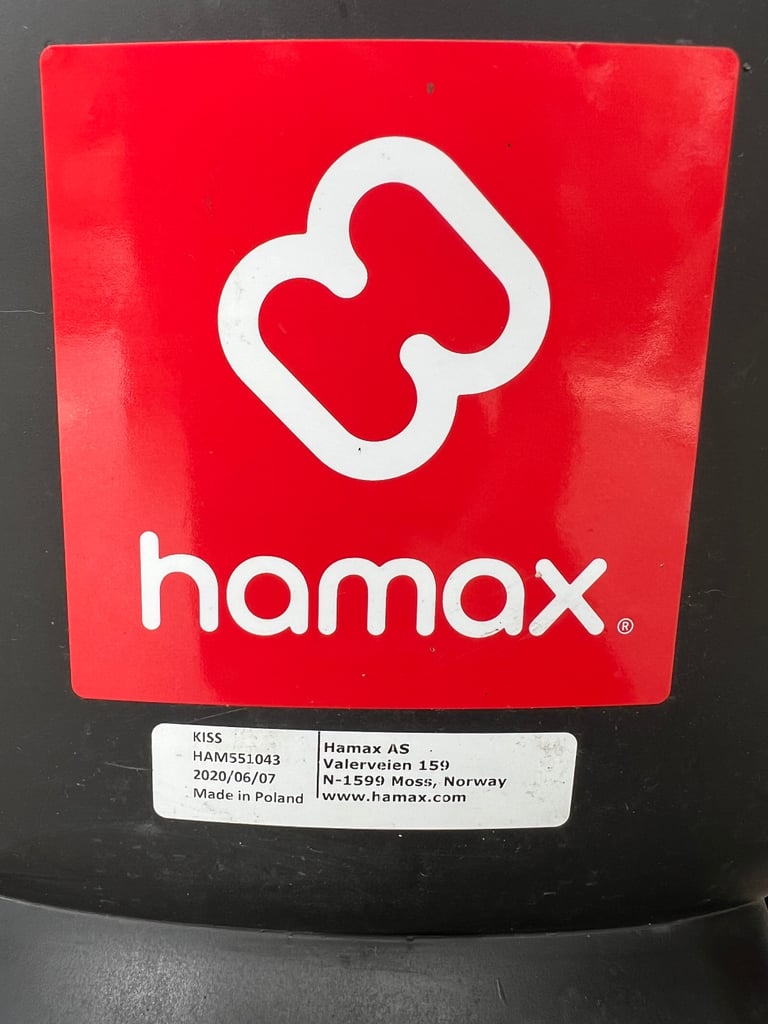 hamax®
KISS
HAM551043
2020/06/07
Made in Poland
Hamax AS
Valerveien 159
N-1599 Moss, Norway
www.hamax.com